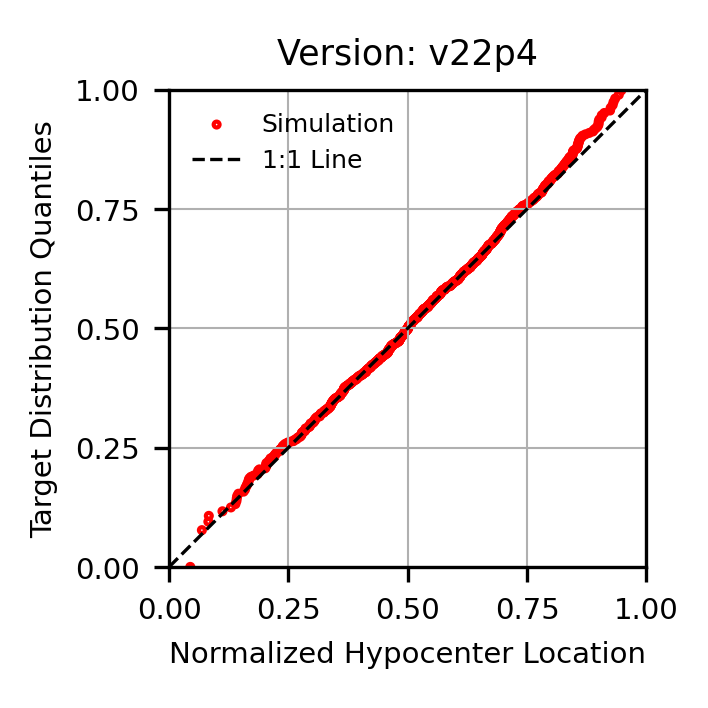 Version: v22p4
1.00
0.75
0.50
0.25
0.00
Target Distribution Quantiles
Simulation
1:1 Line
0.00 0.25 0.50 0.75 1.00
Normalized Hypocenter Location